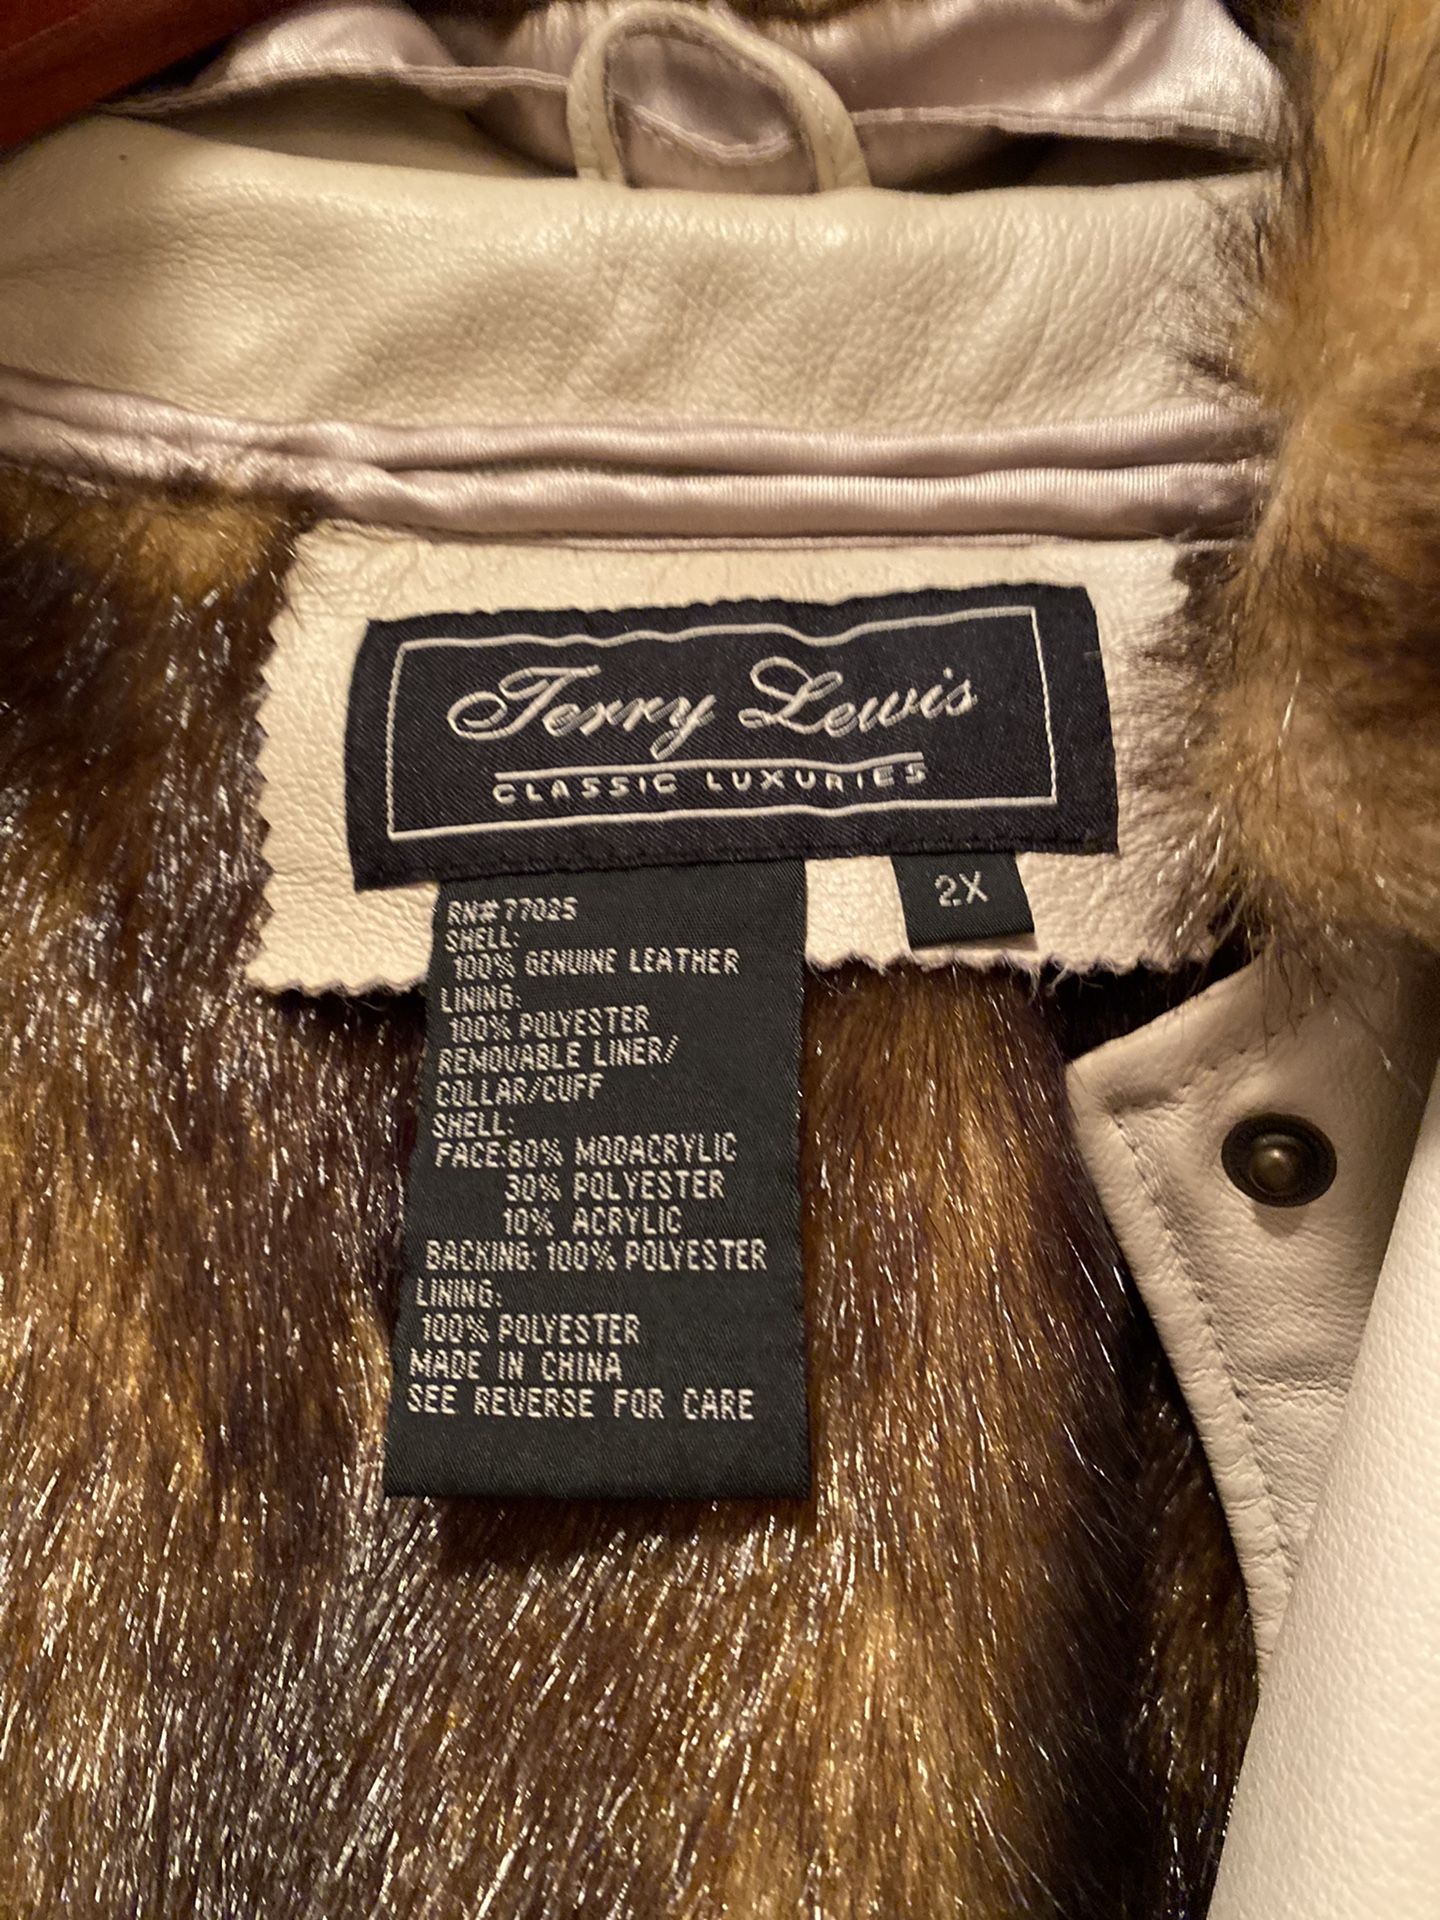 Terry Lewis
CLASSIC LUXURIES
2X
RN# 77025
SHELL:
100% GENUINE LEATHER
LINING:
100% POLYESTER
REMOVABLE LINER/
COLLAR/CUFF
SHELL:
FACE:60% MODACRYLIC
30% POLYESTER
10% ACRYLIC
BACKING: 100% POLYESTER
LINING:
100% POLYESTER
MADE IN CHINA
SEE REVERSE FOR CARE